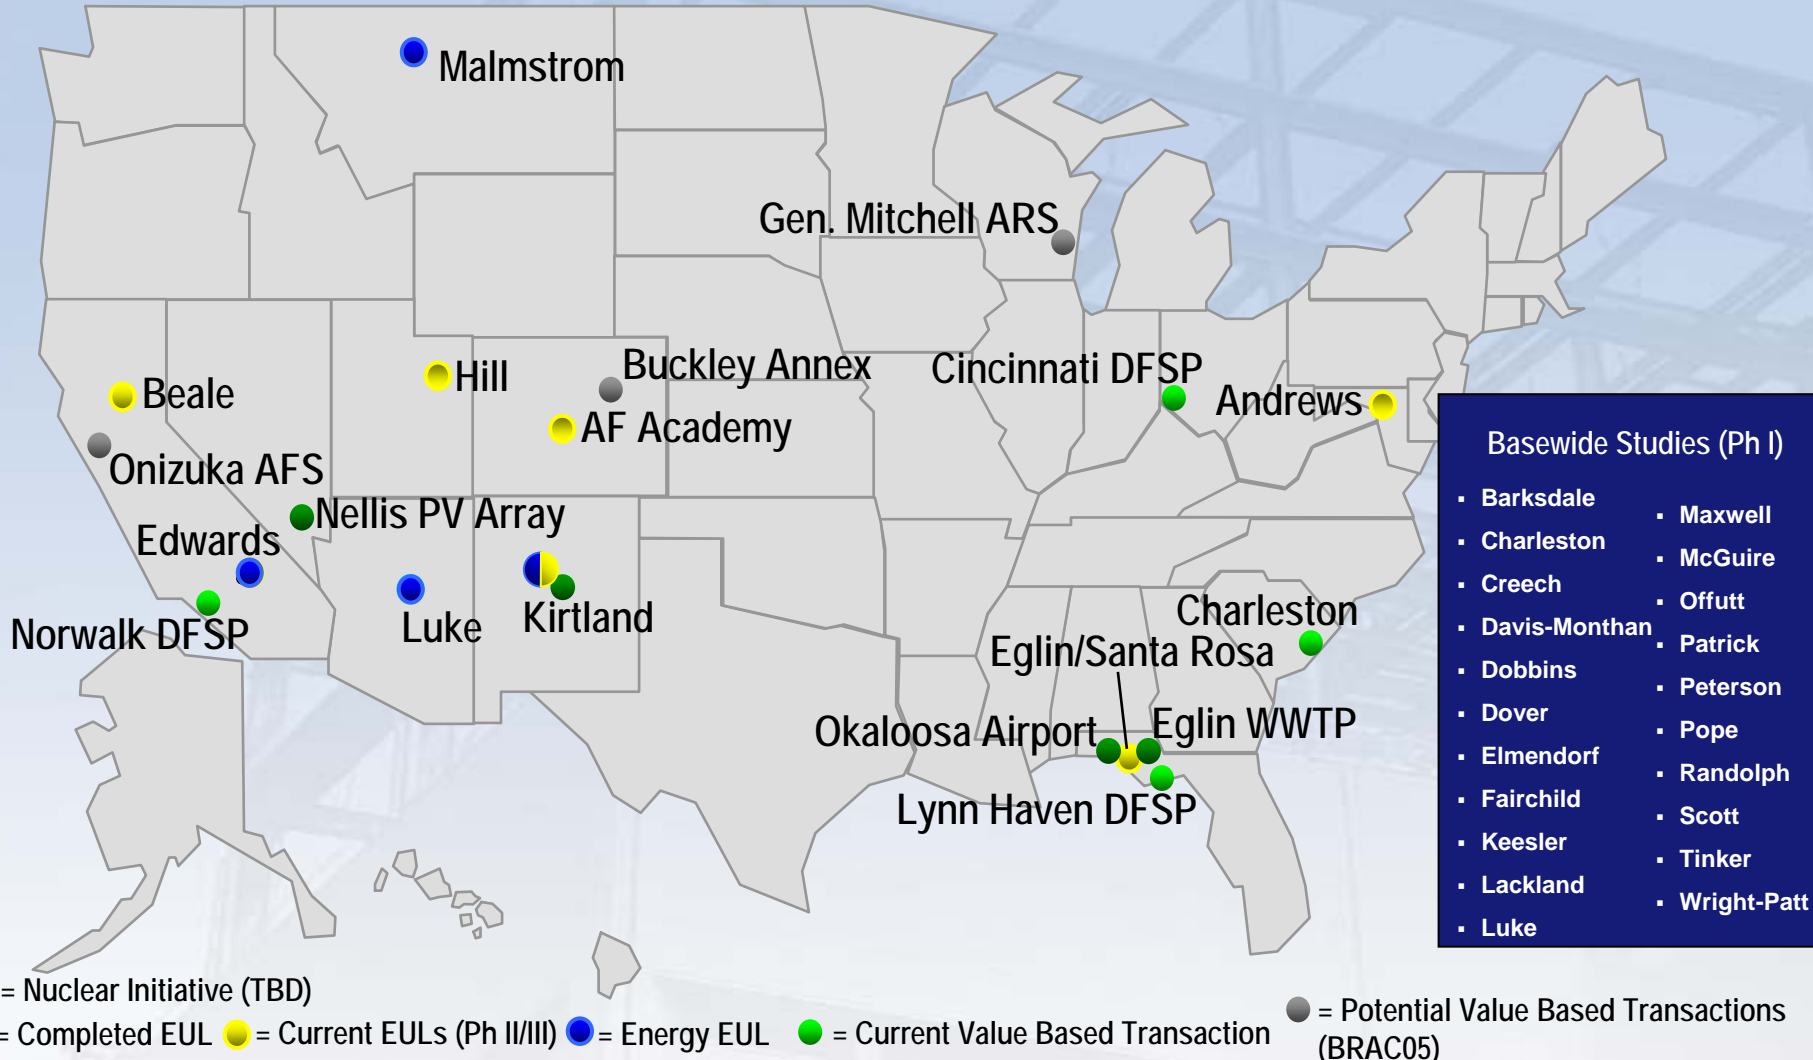 Malmstrom
Gen. Mitchell ARS
Hill
Buckley Annex
Cincinnati DFSP
Beale
Andrews
AF Academy
Onizuka AFS
Nellis PV Array
Edwards
Norwalk DFSP
Luke
Kirtland
Charleston
Eglin/Santa Rosa
Okaloosa Airport
Eglin WWTP
Lynn Haven DFSP
Basewide Studies (Ph I)
▪ Barksdale
▪ Charleston
▪ Creech
▪ Davis-Monthan
▪ Dobbins
▪ Dover
▪ Elmendorf
▪ Fairchild
▪ Keesler
▪ Lackland
▪ Luke
▪ Maxwell
▪ McGuire
▪ Offutt
▪ Patrick
▪ Peterson
▪ Pope
▪ Randolph
▪ Scott
▪ Tinker
▪ Wright-Patt
= Nuclear Initiative (TBD)
= Completed EUL = Current EULs (Ph II/III) = Energy EUL = Current Value Based Transaction
= Potential Value Based Transactions
(BRAC05)